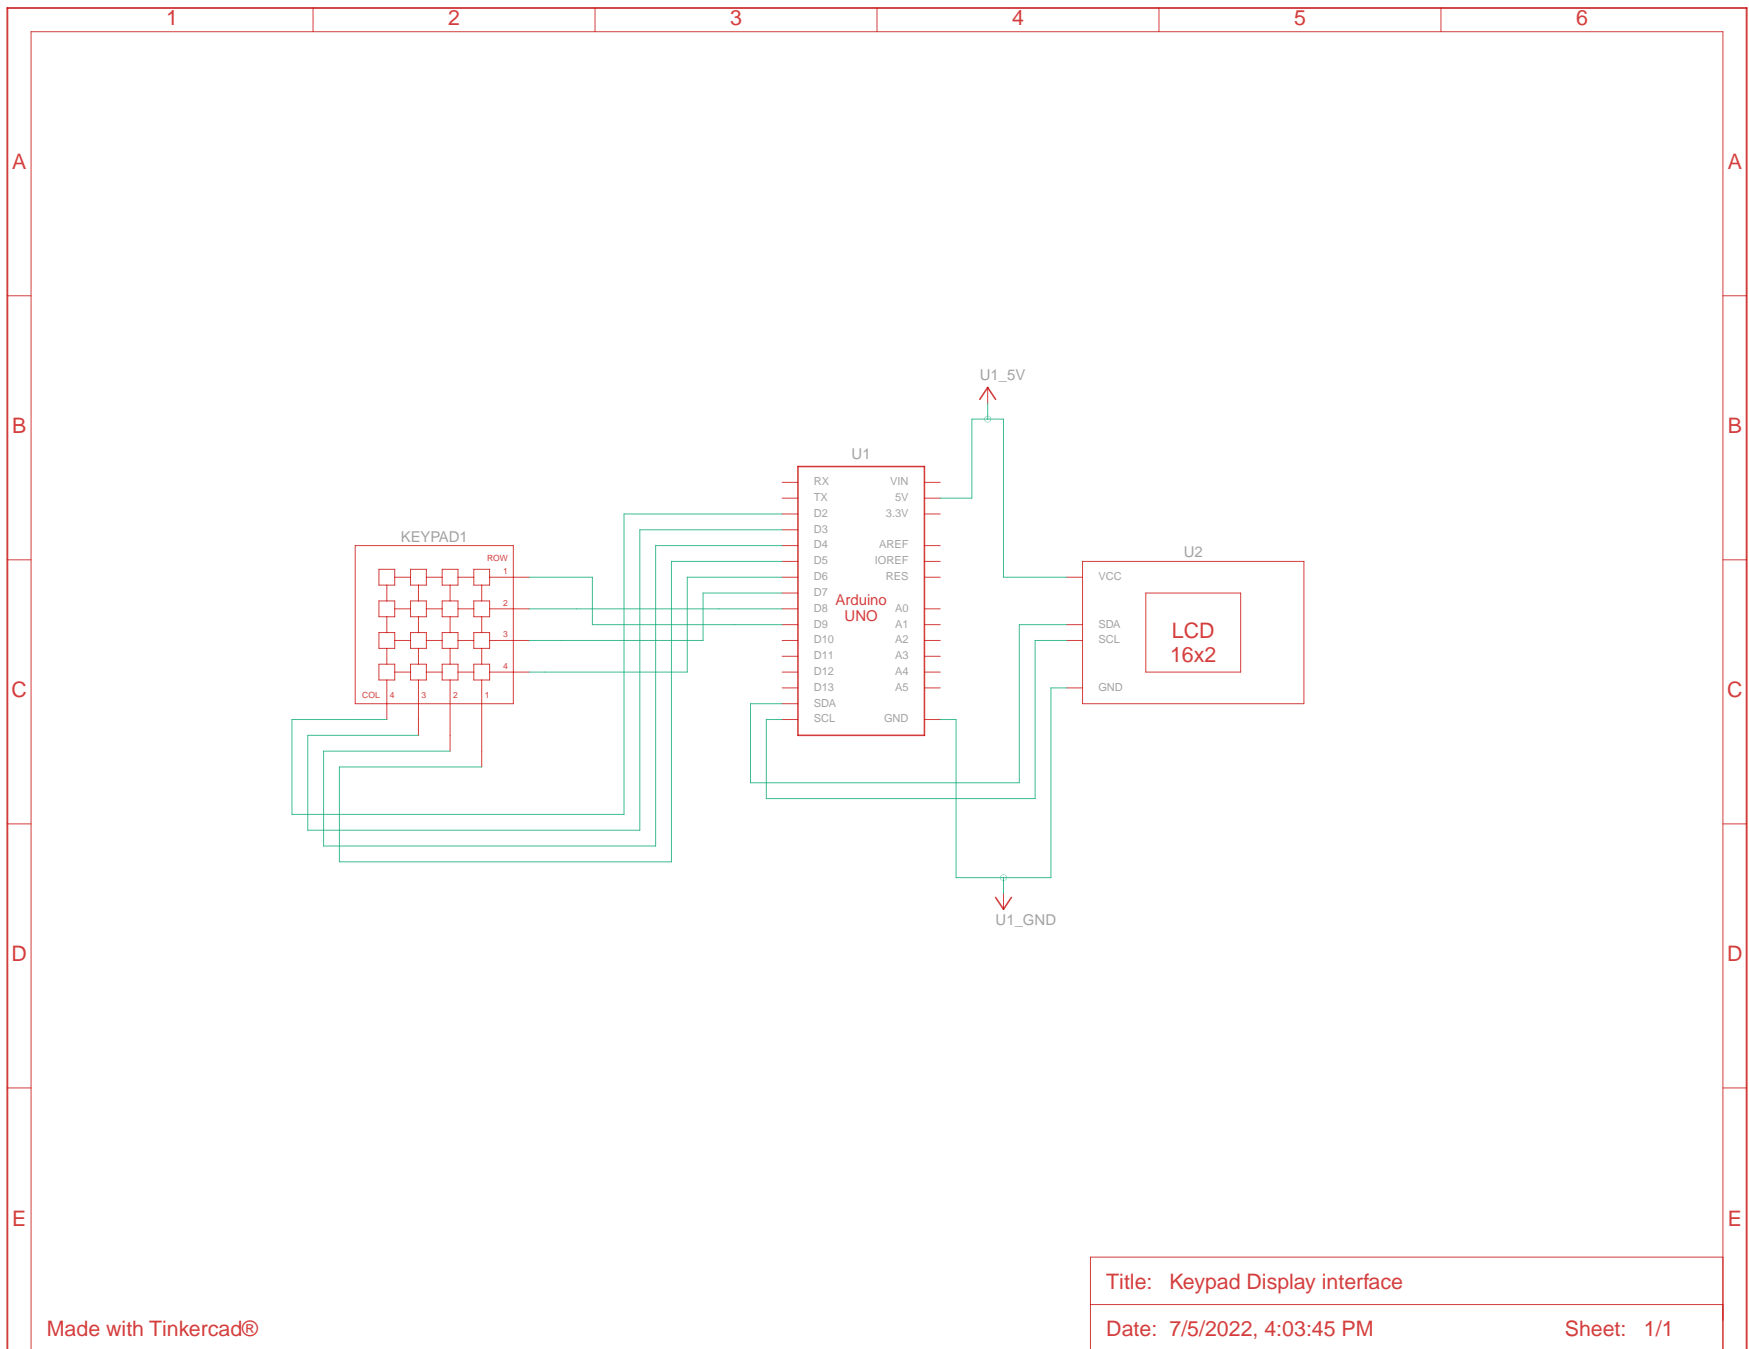 1 2 3 4 5 6
A A
U1_5V
B B
U1
RX VIN
TX 5V
D2 3.3V
D3
KEYPAD1 D4 AREF
ROW D5 IOREF U2
1 D6 RES VCC
D7
Arduino
2 D8 UNO A0
D9 A1 SDA
3 D10 A2 SCL
LCD
D11 A3 16x2
4 D12 A4
C COL 4 3 2 1 D13 A5 GND C
SDA
SCL GND
U1_GND
D D
E E
Title: Keypad Display interface
Made with Tinkercad® Date: 7/5/2022, 4:03:45 PM Sheet: 1/1